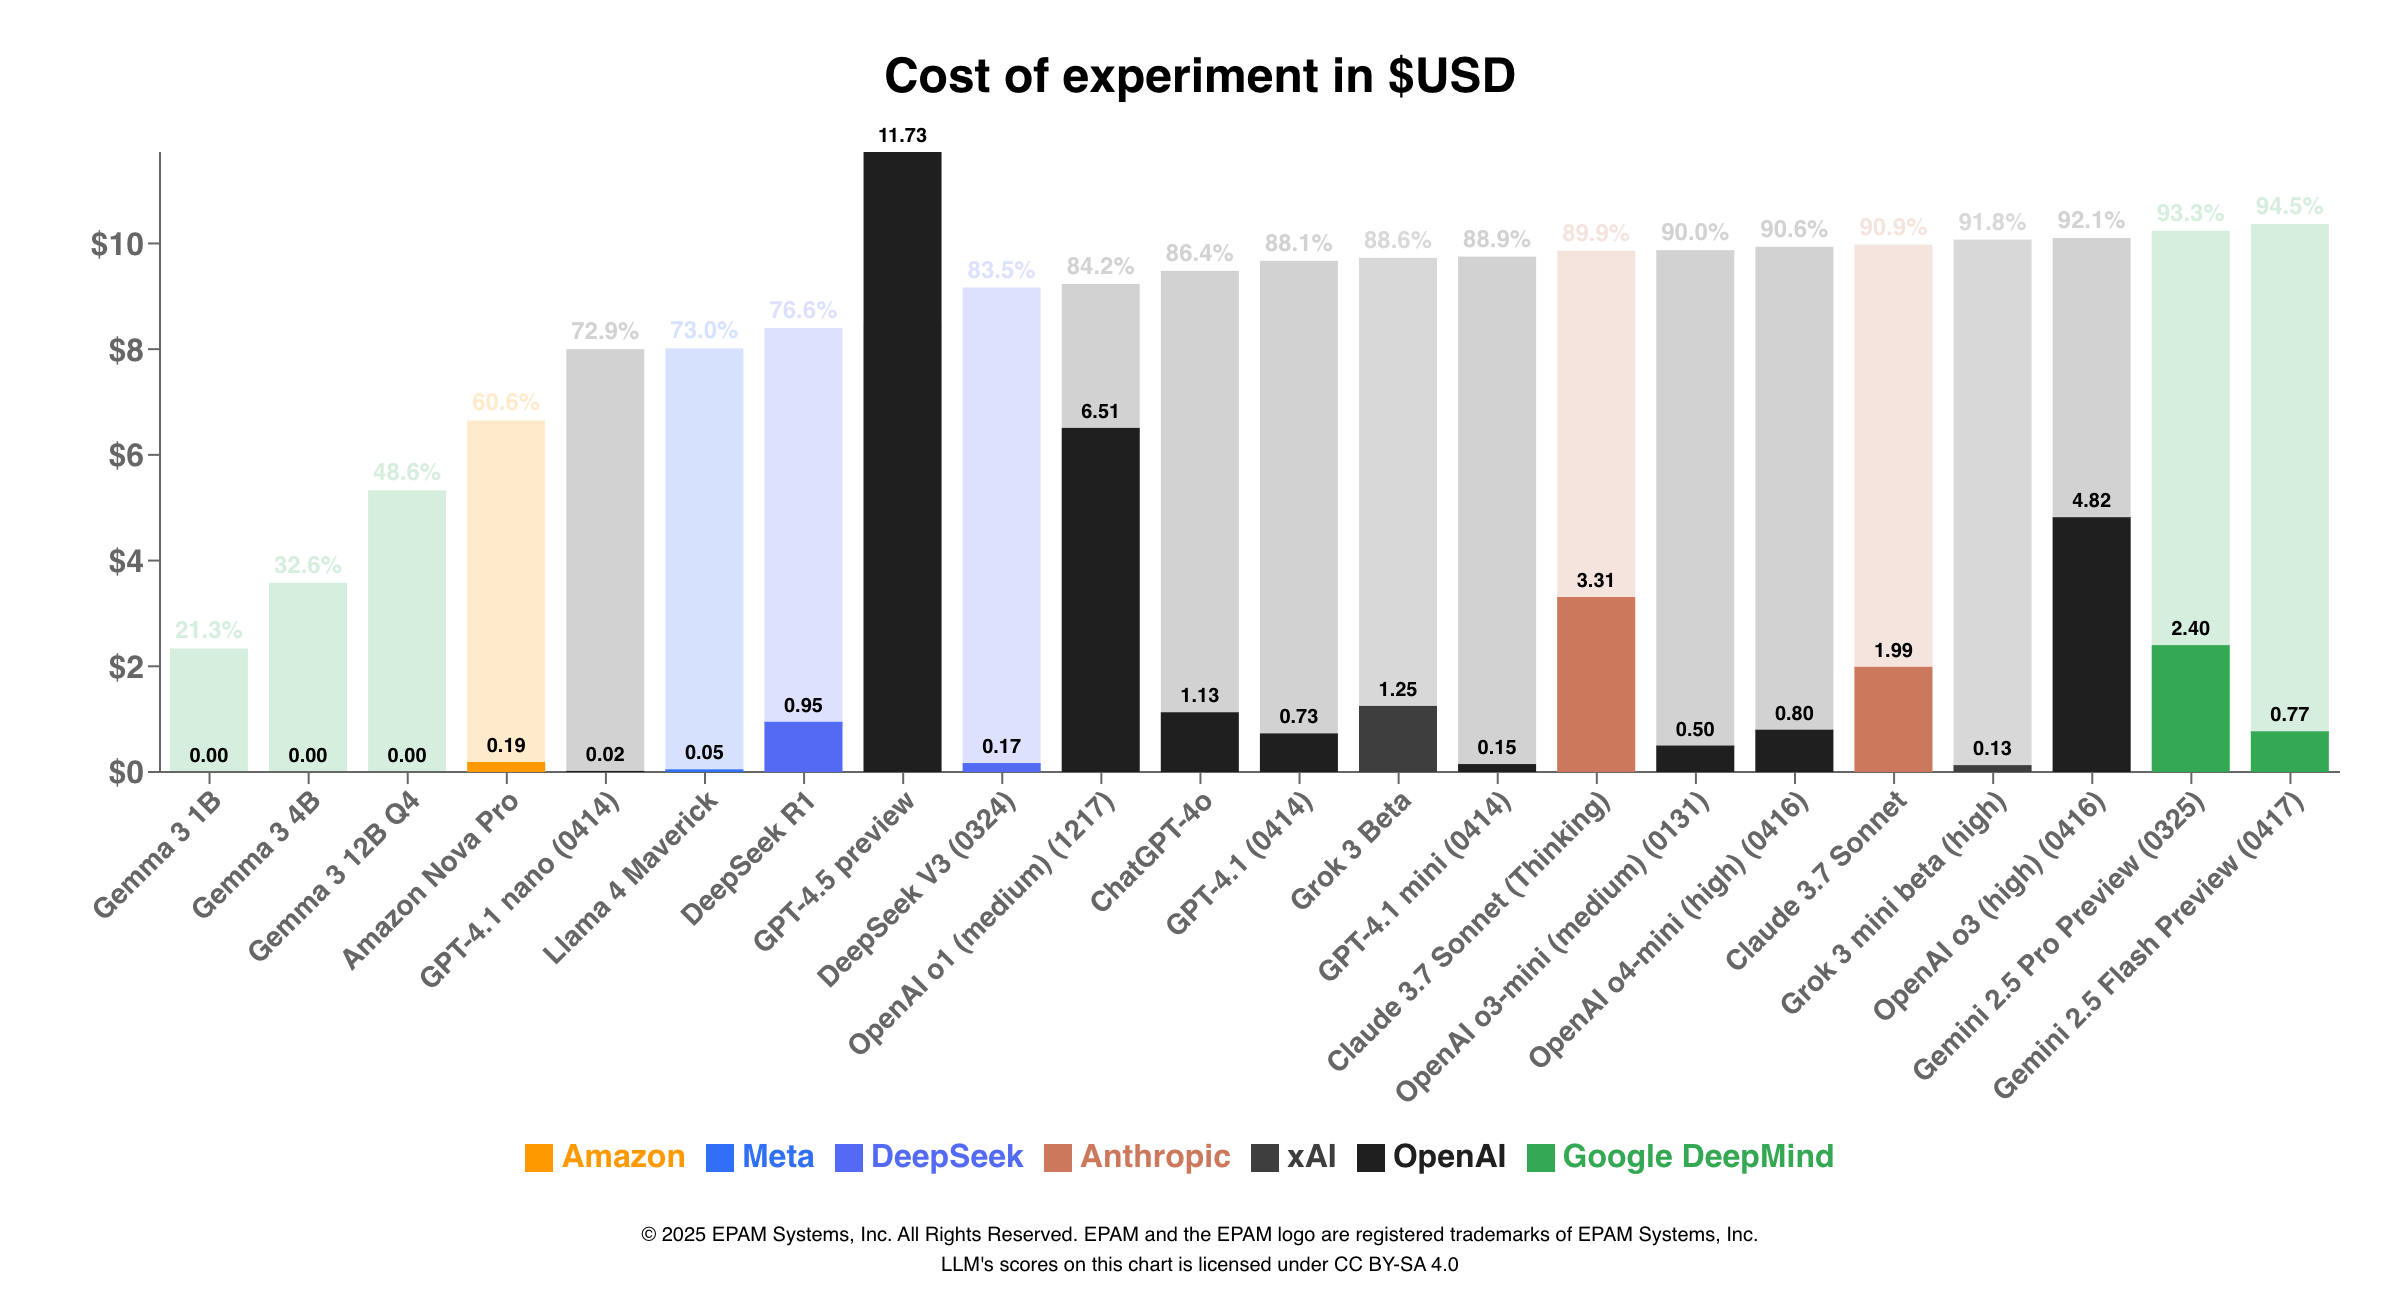 Cost of experiment in $USD
11.73
94.5%
93.3%
92.1%
91.8%
90.9%
90.6%
90.0%
89.9%
88.9%
88.6%
88.1%
86.4%
84.2%
83.5%
76.6%
73.0%
72.9%
60.6%
48.6%
32.6%
21.3%
$10
$8
$6
$4
$2
$0
0.00
0.00
0.00
0.19
0.02
0.05
0.95
0.17
6.51
1.13
0.73
1.25
0.15
3.31
0.50
0.80
1.99
0.13
4.82
2.40
0.77
Gemma 3 1B
Gemma 3 4B
Gemma 3 12B Q4
Amazon Nova Pro
GPT-4.1 nano (0414)
Llama 4 Maverick
DeepSeek R1
GPT-4.5 preview
DeepSeek V3 (0324)
OpenAI o1 (medium) (1217)
ChatGPT-4o
GPT-4.1 (0414)
Grok 3 Beta
GPT-4.1 mini (0414)
Claude 3.7 Sonnet (Thinking)
OpenAI o3-mini (medium) (0131)
OpenAI o4-mini (high) (0416)
Claude 3.7 Sonnet
Grok 3 mini beta (high)
OpenAI o3 (high) (0416)
Gemini 2.5 Pro Preview (0325)
Gemini 2.5 Flash Preview (0417)
Amazon Meta DeepSeek Anthropic xAI OpenAI Google DeepMind
© 2025 EPAM Systems, Inc. All Rights Reserved. EPAM and the EPAM logo are registered trademarks of EPAM Systems, Inc.
LLM's scores on this chart is licensed under CC BY-SA 4.0